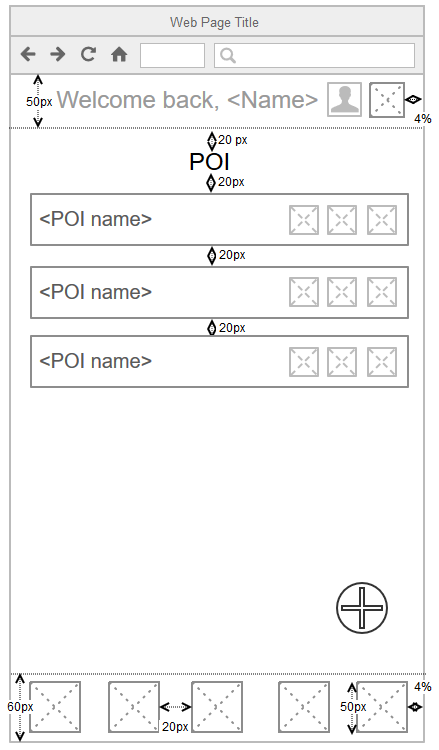 Web Page Title
50px
Welcome back, <Name>
4%
20 px
POI
20px
<POI name>
20px
<POI name>
20px
<POI name>
60px
20px
50px
4%